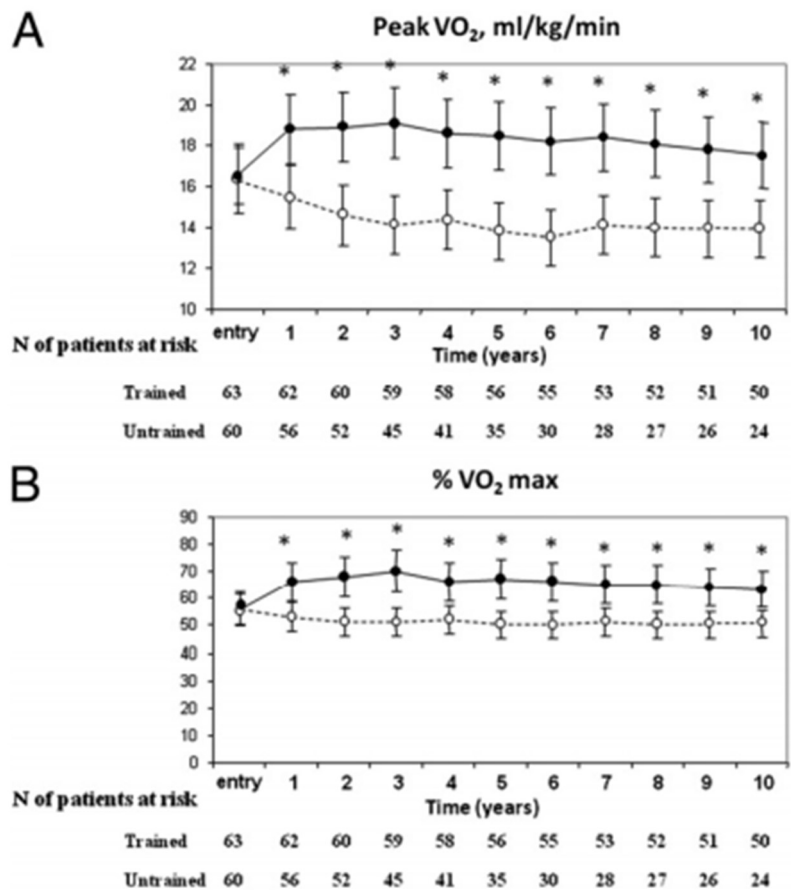 A
Peak VO₂, ml/kg/min
* * * * * * * * * *
22
20
18
16
14
12
10
entry 1 2 3 4 5 6 7 8 9 10
N of patients at risk
Time (years)
Trained 63 62 60 59 58 56 55 53 52 51 50
Untrained 60 56 52 45 41 35 30 28 27 26 24
B
% VO₂ max
* * * * * * * * * *
90
80
70
60
50
40
30
20
10
0
entry 1 2 3 4 5 6 7 8 9 10
N of patients at risk
Time (years)
Trained 63 62 60 59 58 56 55 53 52 51 50
Untrained 60 56 52 45 41 35 30 28 27 26 24